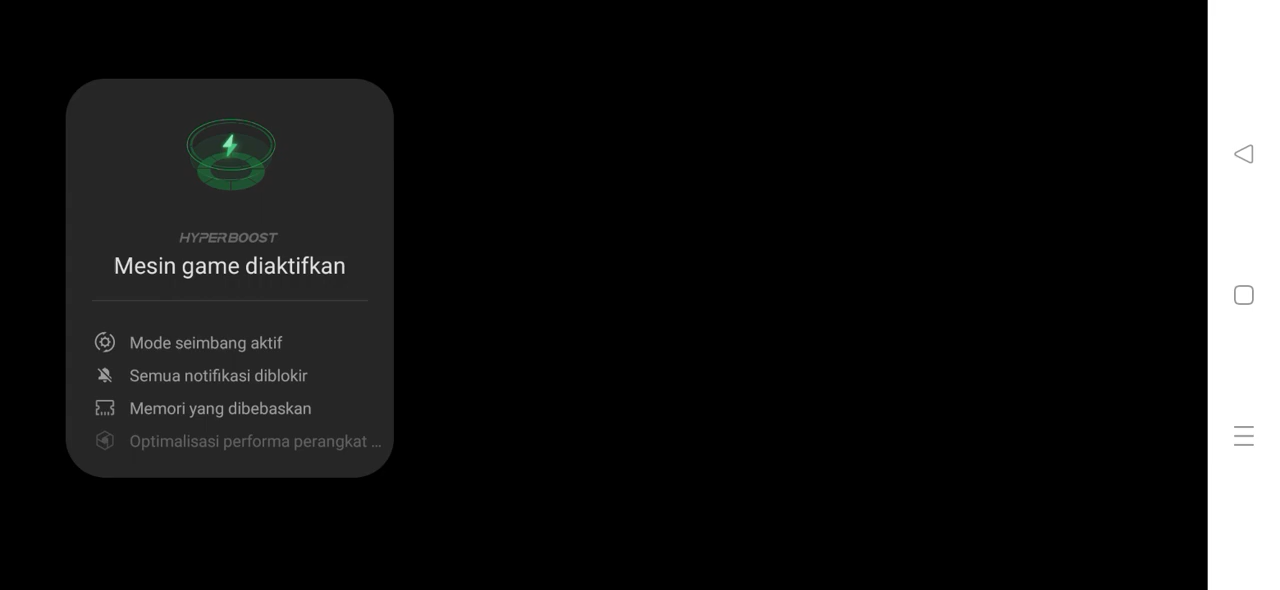 HYPERBOOST
Mesin game diaktifkan
Mode seimbang aktif
Semua notifikasi diblokir
Memori yang dibebaskan
Optimalisasi performa perangkat ...